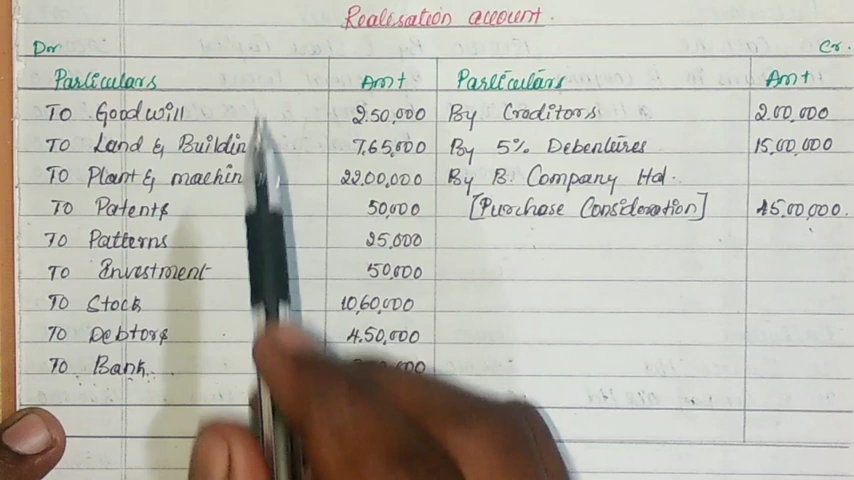 Realisation account.
Dr Cr.
Particulars Amt Particulars Amt
TO Goodwill 2,50,000 By Creditors 2,00,000
TO Land & Buildin 7,65,000 By 5% Debentures 15,00,000
TO Plant & machin 22,00,000 By B. Company Hd.
TO Patents 50,000 [Purchase Consideration] 45,00,000.
TO Patterns 25,000
TO Investment 50,000
TO Stock 10,60,000
TO Debtors 4,50,000
TO Bank